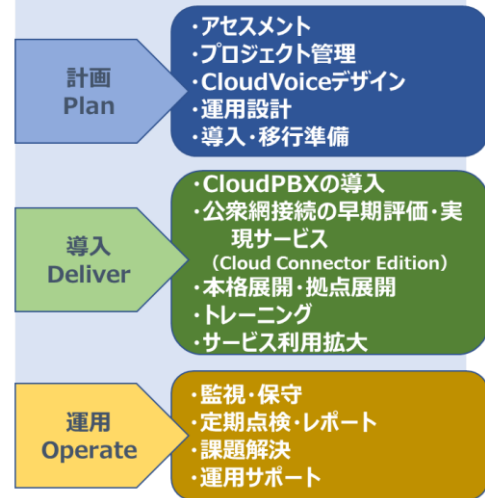 計画
Plan
・アセスメント
・プロジェクト管理
・CloudVoiceデザイン
・運用設計
・導入・移行準備
導入
Deliver
・CloudPBXの導入
・公衆網接続の早期評価・実
現サービス
（Cloud Connector Edition）
・本格展開・拠点展開
・トレーニング
・サービス利用拡大
運用
Operate
・監視・保守
・定期点検・レポート
・課題解決
・運用サポート